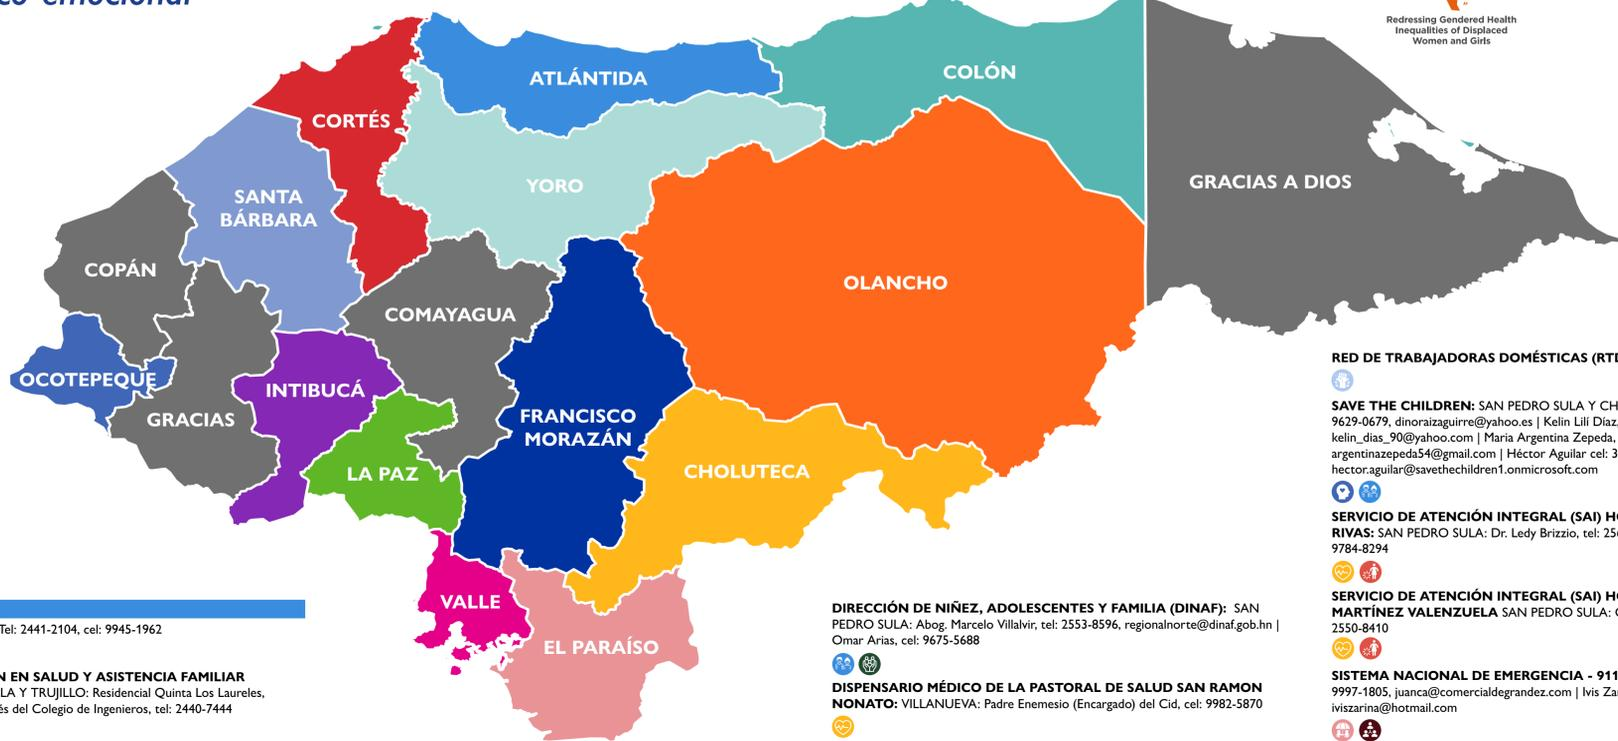 emocional
Redressing Gendered Health
Inequalities of Displaced
Women and Girls
ATLÁNTIDA
COLÓN
CORTÉS
GRACIAS A DIOS
YORO
SANTA
BÁRBARA
COPÁN
OLANCHO
COMAYAGUA
OCOTEPEQUE
INTIBUCÁ
GRACIAS
FRANCISCO
MORAZÁN
LA PAZ
CHOLUTECA
VALLE
EL PARAÍSO
Tel: 2441-2104, cel: 9945-1962
EN SALUD Y ASISTENCIA FAMILIAR
Y TRUJILLO: Residencial Quinta Los Laureles,
del Colegio de Ingenieros, tel: 2440-7444
DIRECCIÓN DE NIÑEZ, ADOLESCENTES Y FAMILIA (DINAF): SAN
PEDRO SULA: Abog. Marcelo Villalvir, tel: 2553-8596, regionalnorte@dinaf.gob.hn |
Omar Arias, cel: 9675-5688
DISPENSARIO MÉDICO DE LA PASTORAL DE SALUD SAN RAMON
NONATO: VILLANUEVA: Padre Enemesio (Encargado) del Cid, cel: 9982-5870
RED DE TRABAJADORAS DOMÉSTICAS
SAVE THE CHILDREN: SAN PEDRO SULA Y
9629-0679, dinoraizaguirre@yahoo.es | Kelin Lilí Díaz,
kelin_dias_90@yahoo.com | Maria Argentina Zepeda,
argentinazepeda54@gmail.com | Héctor Aguilar cel:
hector.aguilar@savethechildren1.onmicrosoft.com
SERVICIO DE ATENCIÓN INTEGRAL (SAI)
RIVAS: SAN PEDRO SULA: Dr. Ledy Brizzio, tel:
9784-8294
SERVICIO DE ATENCIÓN INTEGRAL (SAI)
MARTÍNEZ VALENZUELA SAN PEDRO SULA:
2550-8410
SISTEMA NACIONAL DE EMERGENCIA - 911
9997-1805, juanca@comercialdegrandez.com | Ivis
iviszarina@hotmail.com